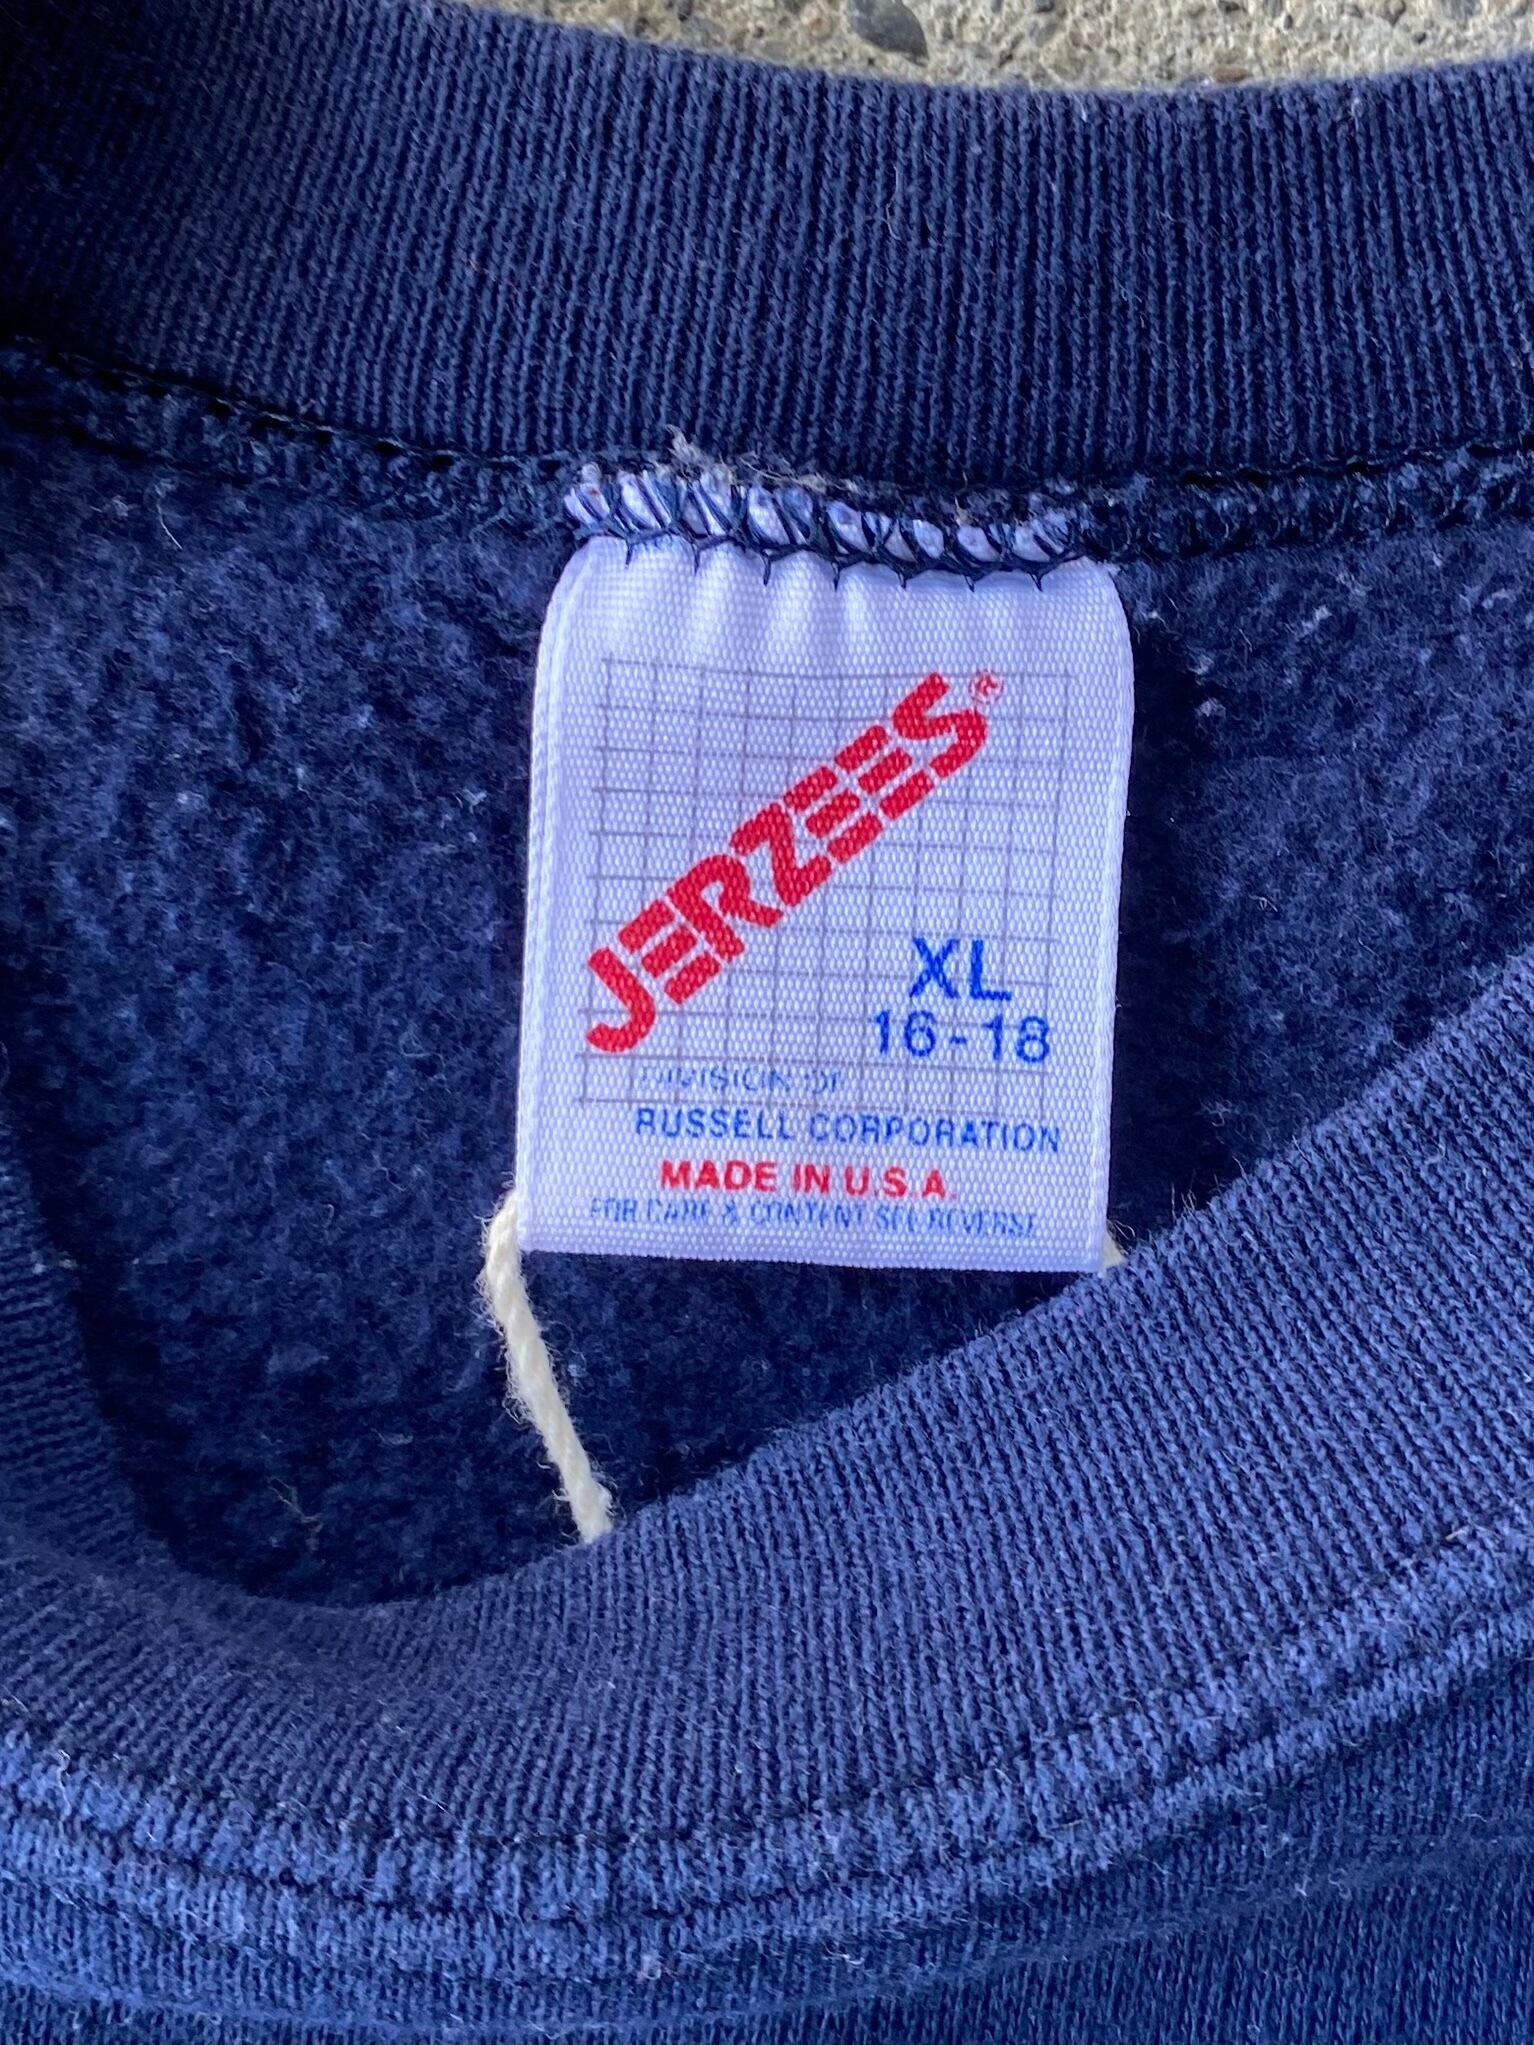 JERZEES®
XL
16-18
DIVISION OF
RUSSELL CORPORATION
MADE IN U.S.A.
FOR CARE & CONTENT SEE REVERSE